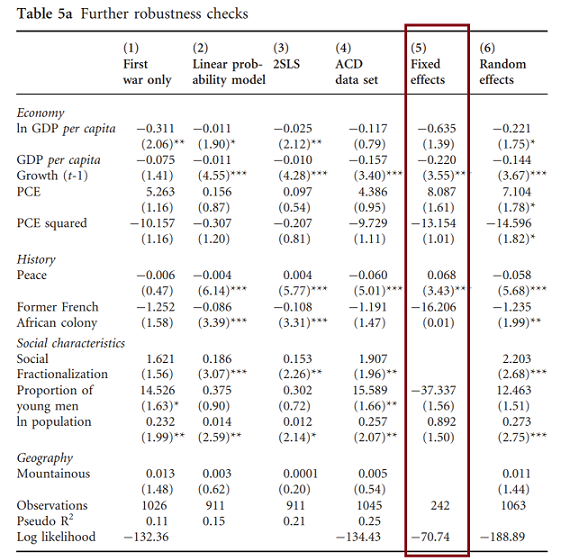 Table 5a Further robustness checks
(1) (2) (3) (4) (5) (6)
First Linear prob- 2SLS ACD Fixed Random
war only ability model data set effects effects
Economy
ln GDP per capita −0.311 −0.011 −0.025 −0.117 −0.635 −0.221
(2.06)** (1.90)* (2.12)** (0.79) (1.39) (1.75)*
GDP per capita −0.075 −0.011 −0.010 −0.157 −0.220 −0.144
Growth (t-1) (1.41) (4.55)*** (4.28)*** (3.40)*** (3.55)*** (3.67)***
PCE 5.263 0.156 0.097 4.386 8.087 7.104
(1.16) (0.87) (0.54) (0.95) (1.61) (1.78)*
PCE squared −10.157 −0.307 −0.207 −9.729 −13.154 −14.596
(1.16) (1.20) (0.81) (1.11) (1.01) (1.82)*
History
Peace −0.006 −0.004 0.004 −0.060 0.068 −0.058
(0.47) (6.14)*** (5.77)*** (5.01)*** (3.43)*** (5.68)***
Former French −1.252 −0.086 −0.108 −1.191 −16.206 −1.235
African colony (1.58) (3.39)*** (3.31)*** (1.47) (0.01) (1.99)**
Social characteristics
Social 1.621 0.186 0.153 1.907 2.203
Fractionalization (1.56) (3.07)*** (2.26)** (1.96)** (2.68)***
Proportion of 14.526 0.375 0.302 15.589 −37.337 12.463
young men (1.63)* (0.90) (0.72) (1.66)** (1.56) (1.51)
ln population 0.232 0.014 0.012 0.257 0.892 0.273
(1.99)** (2.59)** (2.14)* (2.07)** (1.50) (2.75)***
Geography
Mountainous 0.013 0.003 0.0001 0.005 0.011
(1.48) (0.62) (0.20) (0.54) (1.44)
Observations 1026 911 911 1045 242 1063
Pseudo R² 0.11 0.15 0.21 0.25
Log likelihood −132.36 −134.43 −70.74 −188.89